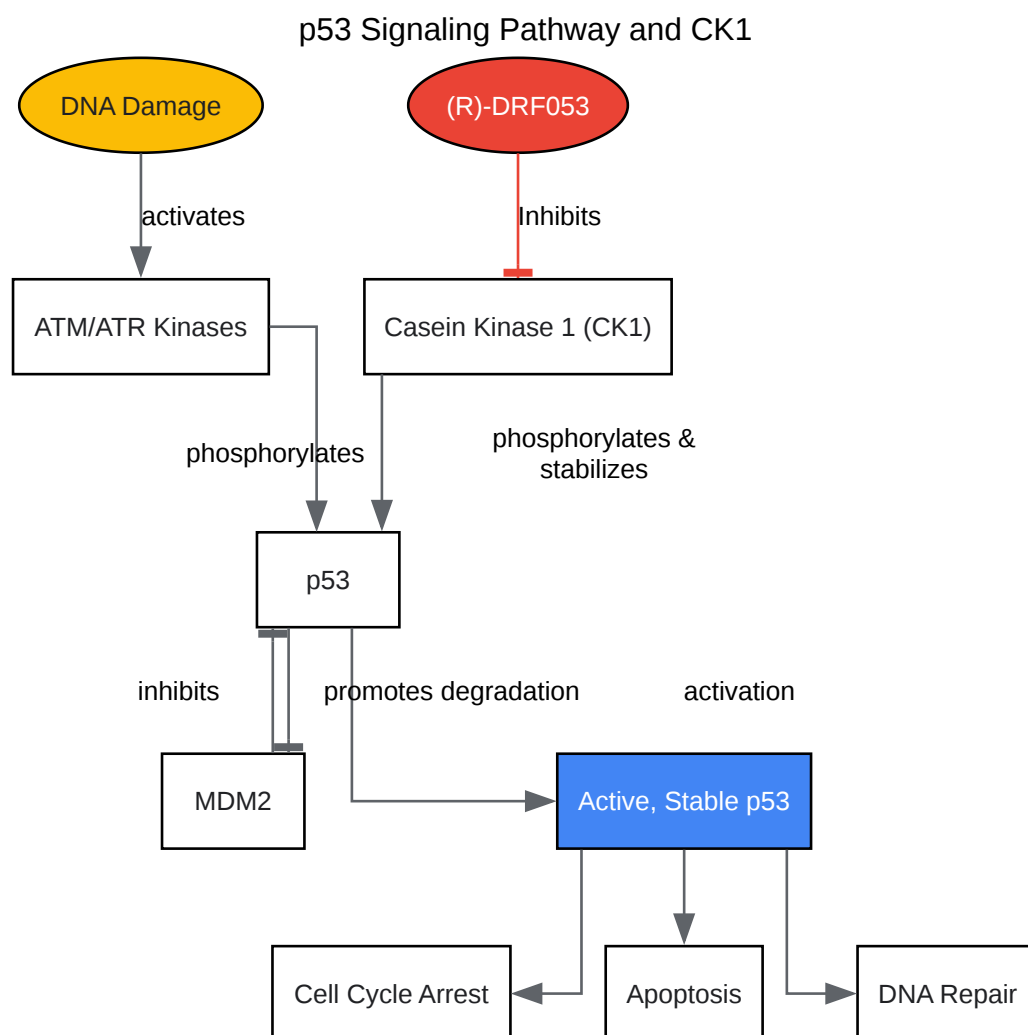 p53 Signaling Pathway and CK1
DNA Damage
(R)-DRF053
activates
Inhibits
ATM/ATR Kinases
Casein Kinase 1 (CK1)
phosphorylates
phosphorylates &
stabilizes
p53
inhibits
promotes degradation
activation
MDM2
Active, Stable p53
Cell Cycle Arrest
Apoptosis
DNA Repair